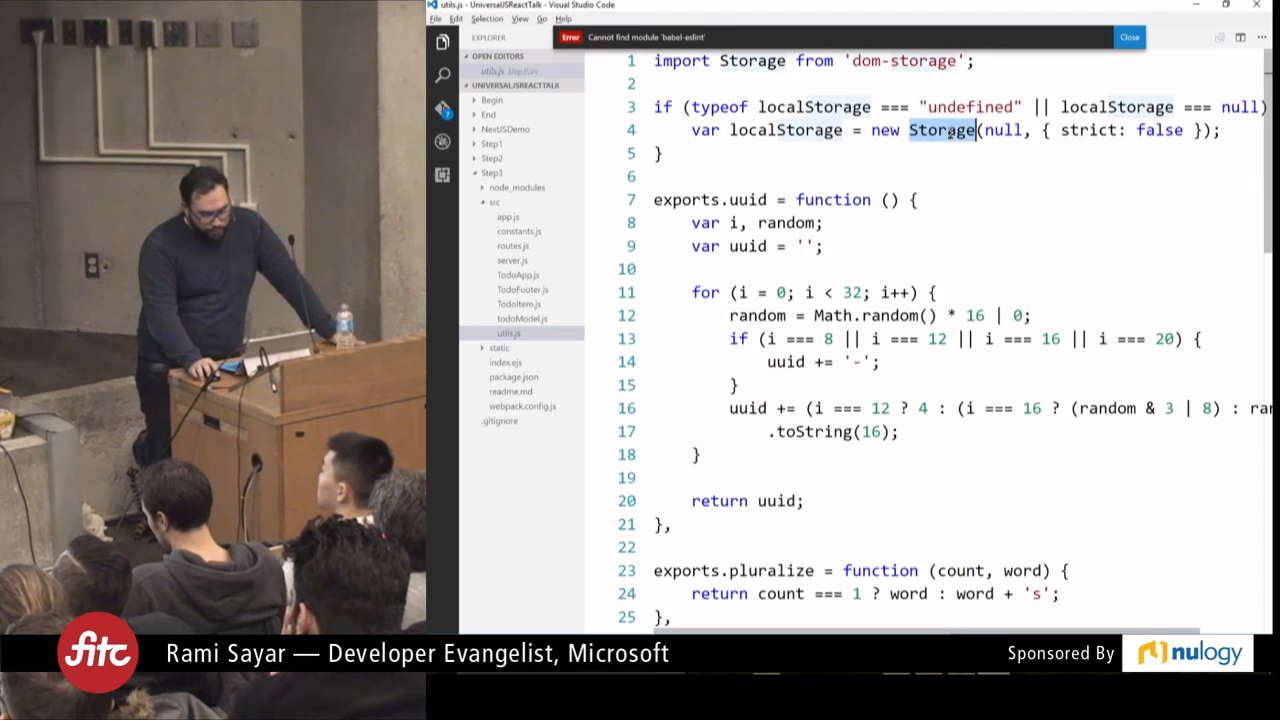 utils.js - UniversalJSReactTalk - Visual Studio Code
File Edit Selection View Go Help
EXPLORER
Error Cannot find module 'babel-eslint' Close
OPEN EDITORS
utils.js Step3\src
UNIVERSALJSREACTTALK
Begin
End
NextJSDemo
Step1
Step2
Step3
node_modules
src
app.js
constants.js
routes.js
server.js
TodoApp.js
TodoFooter.js
TodoItem.js
todoModel.js
utils.js
static
index.ejs
package.json
readme.md
webpack.config.js
.gitignore
1 import Storage from 'dom-storage';
2
3 if (typeof localStorage === "undefined" || localStorage === null)
4 var localStorage = new Storage(null, { strict: false });
5 }
6
7 exports.uuid = function () {
8 var i, random;
9 var uuid = '';
10
11 for (i = 0; i < 32; i++) {
12 random = Math.random() * 16 | 0;
13 if (i === 8 || i === 12 || i === 16 || i === 20) {
14 uuid += '-';
15 }
16 uuid += (i === 12 ? 4 : (i === 16 ? (random & 3 | 8) : ra
17 .toString(16);
18 }
19
20 return uuid;
21 },
22
23 exports.pluralize = function (count, word) {
24 return count === 1 ? word : word + 's';
25 },
fitc
Rami Sayar — Developer Evangelist, Microsoft
Sponsored By
nulogy